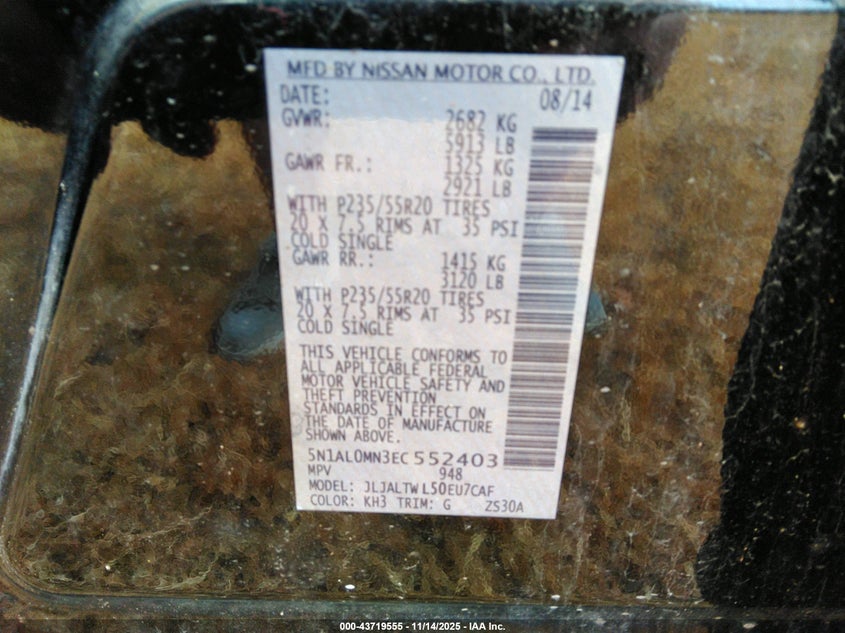 MFD BY NISSAN MOTOR CO., LTD.
DATE: 08/14
GVWR: 2682 KG
5913 LB
GAWR FR.: 1325 KG
2921 LB
WITH P235/55R20 TIRES
20 X 7.5 RIMS AT 35 PSI
COLD SINGLE
GAWR RR.: 1415 KG
3120 LB
WITH P235/55R20 TIRES
20 X 7.5 RIMS AT 35 PSI
COLD SINGLE
THIS VEHICLE CONFORMS TO
ALL APPLICABLE FEDERAL
MOTOR VEHICLE SAFETY AND
THEFT PREVENTION
STANDARDS IN EFFECT ON
THE DATE OF MANUFACTURE
SHOWN ABOVE.
5N1AL0MN3EC552403
MPV 948
MODEL: JLJALTWL50EU7CAF
COLOR: KH3 TRIM: G ZS30A
000-43719555 - 11/14/2025 - IAA Inc.